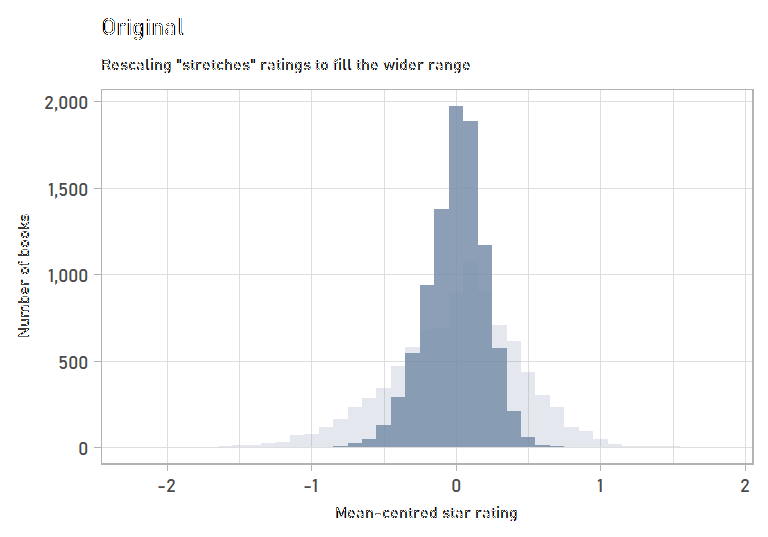 Original
Rescaling "stretches" ratings to fill the wider range
2,000
1,500
1,000
500
0
Number of books
-2
-1
0
1
2
Mean-centred star rating